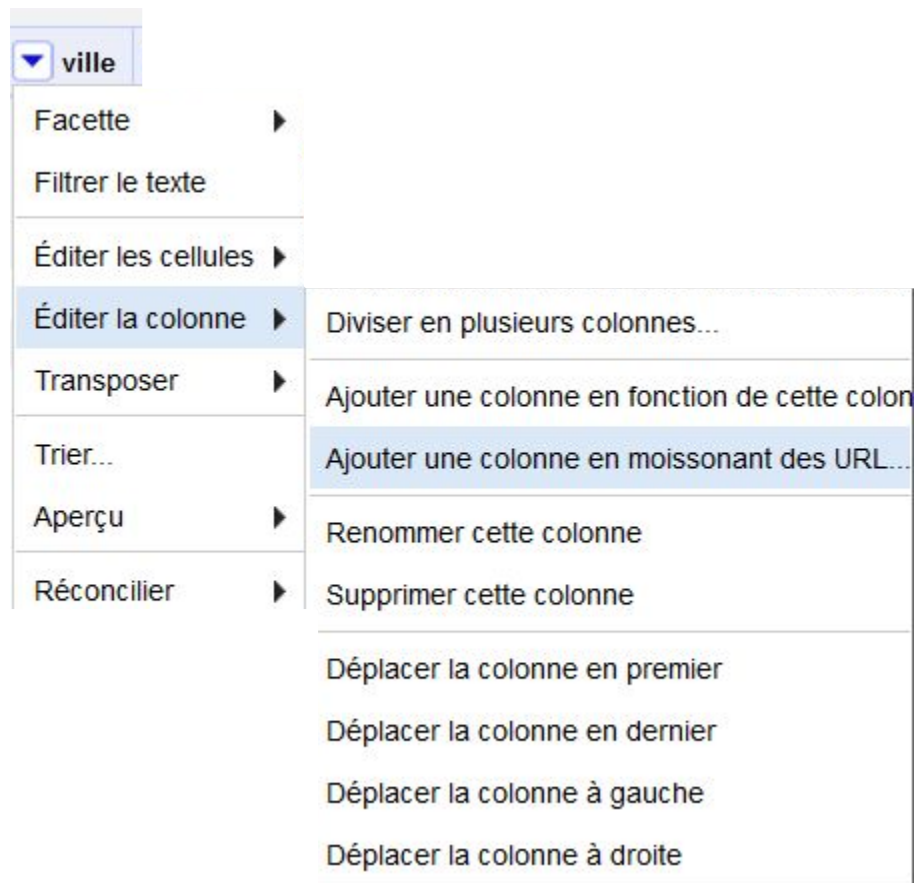 ville
Facette
Filtrer le texte
Éditer les cellules
Éditer la colonne
Transposer
Trier...
Aperçu
Réconcilier
Diviser en plusieurs colonnes...
Ajouter une colonne en fonction de cette colon
Ajouter une colonne en moissonant des URL...
Renommer cette colonne
Supprimer cette colonne
Déplacer la colonne en premier
Déplacer la colonne en dernier
Déplacer la colonne à gauche
Déplacer la colonne à droite